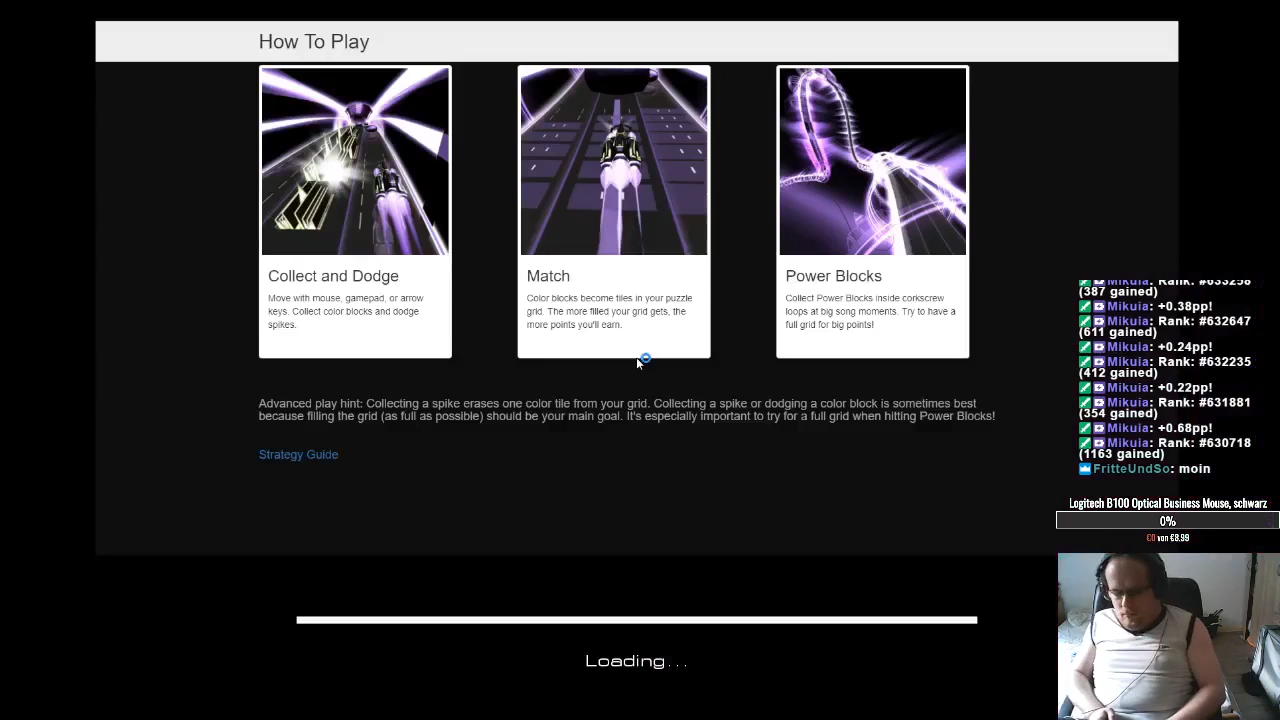 How To Play
Collect and Dodge
Move with mouse, gamepad, or arrow
keys. Collect color blocks and dodge
spikes.
Match
Color blocks become tiles in your puzzle
grid. The more filled your grid gets, the
more points you'll earn.
Power Blocks
Collect Power Blocks inside corkscrew
loops at big song moments. Try to have a
full grid for big points!
Advanced play hint: Collecting a spike erases one color tile from your grid. Collecting a spike or dodging a color block is sometimes best
because filling the grid (as full as possible) should be your main goal. It's especially important to try for a full grid when hitting Power Blocks!
Strategy Guide
Loading...
Mikuia: Rank: #633258
(387 gained)
Mikuia: +0.38pp!
Mikuia: Rank: #632647
(611 gained)
Mikuia: +0.24pp!
Mikuia: Rank: #632235
(412 gained)
Mikuia: +0.22pp!
Mikuia: Rank: #631881
(354 gained)
Mikuia: +0.68pp!
Mikuia: Rank: #630718
(1163 gained)
FritteUndSo: moin
Logitech B100 Optical Business Mouse, schwarz
0%
€0 von €8.99